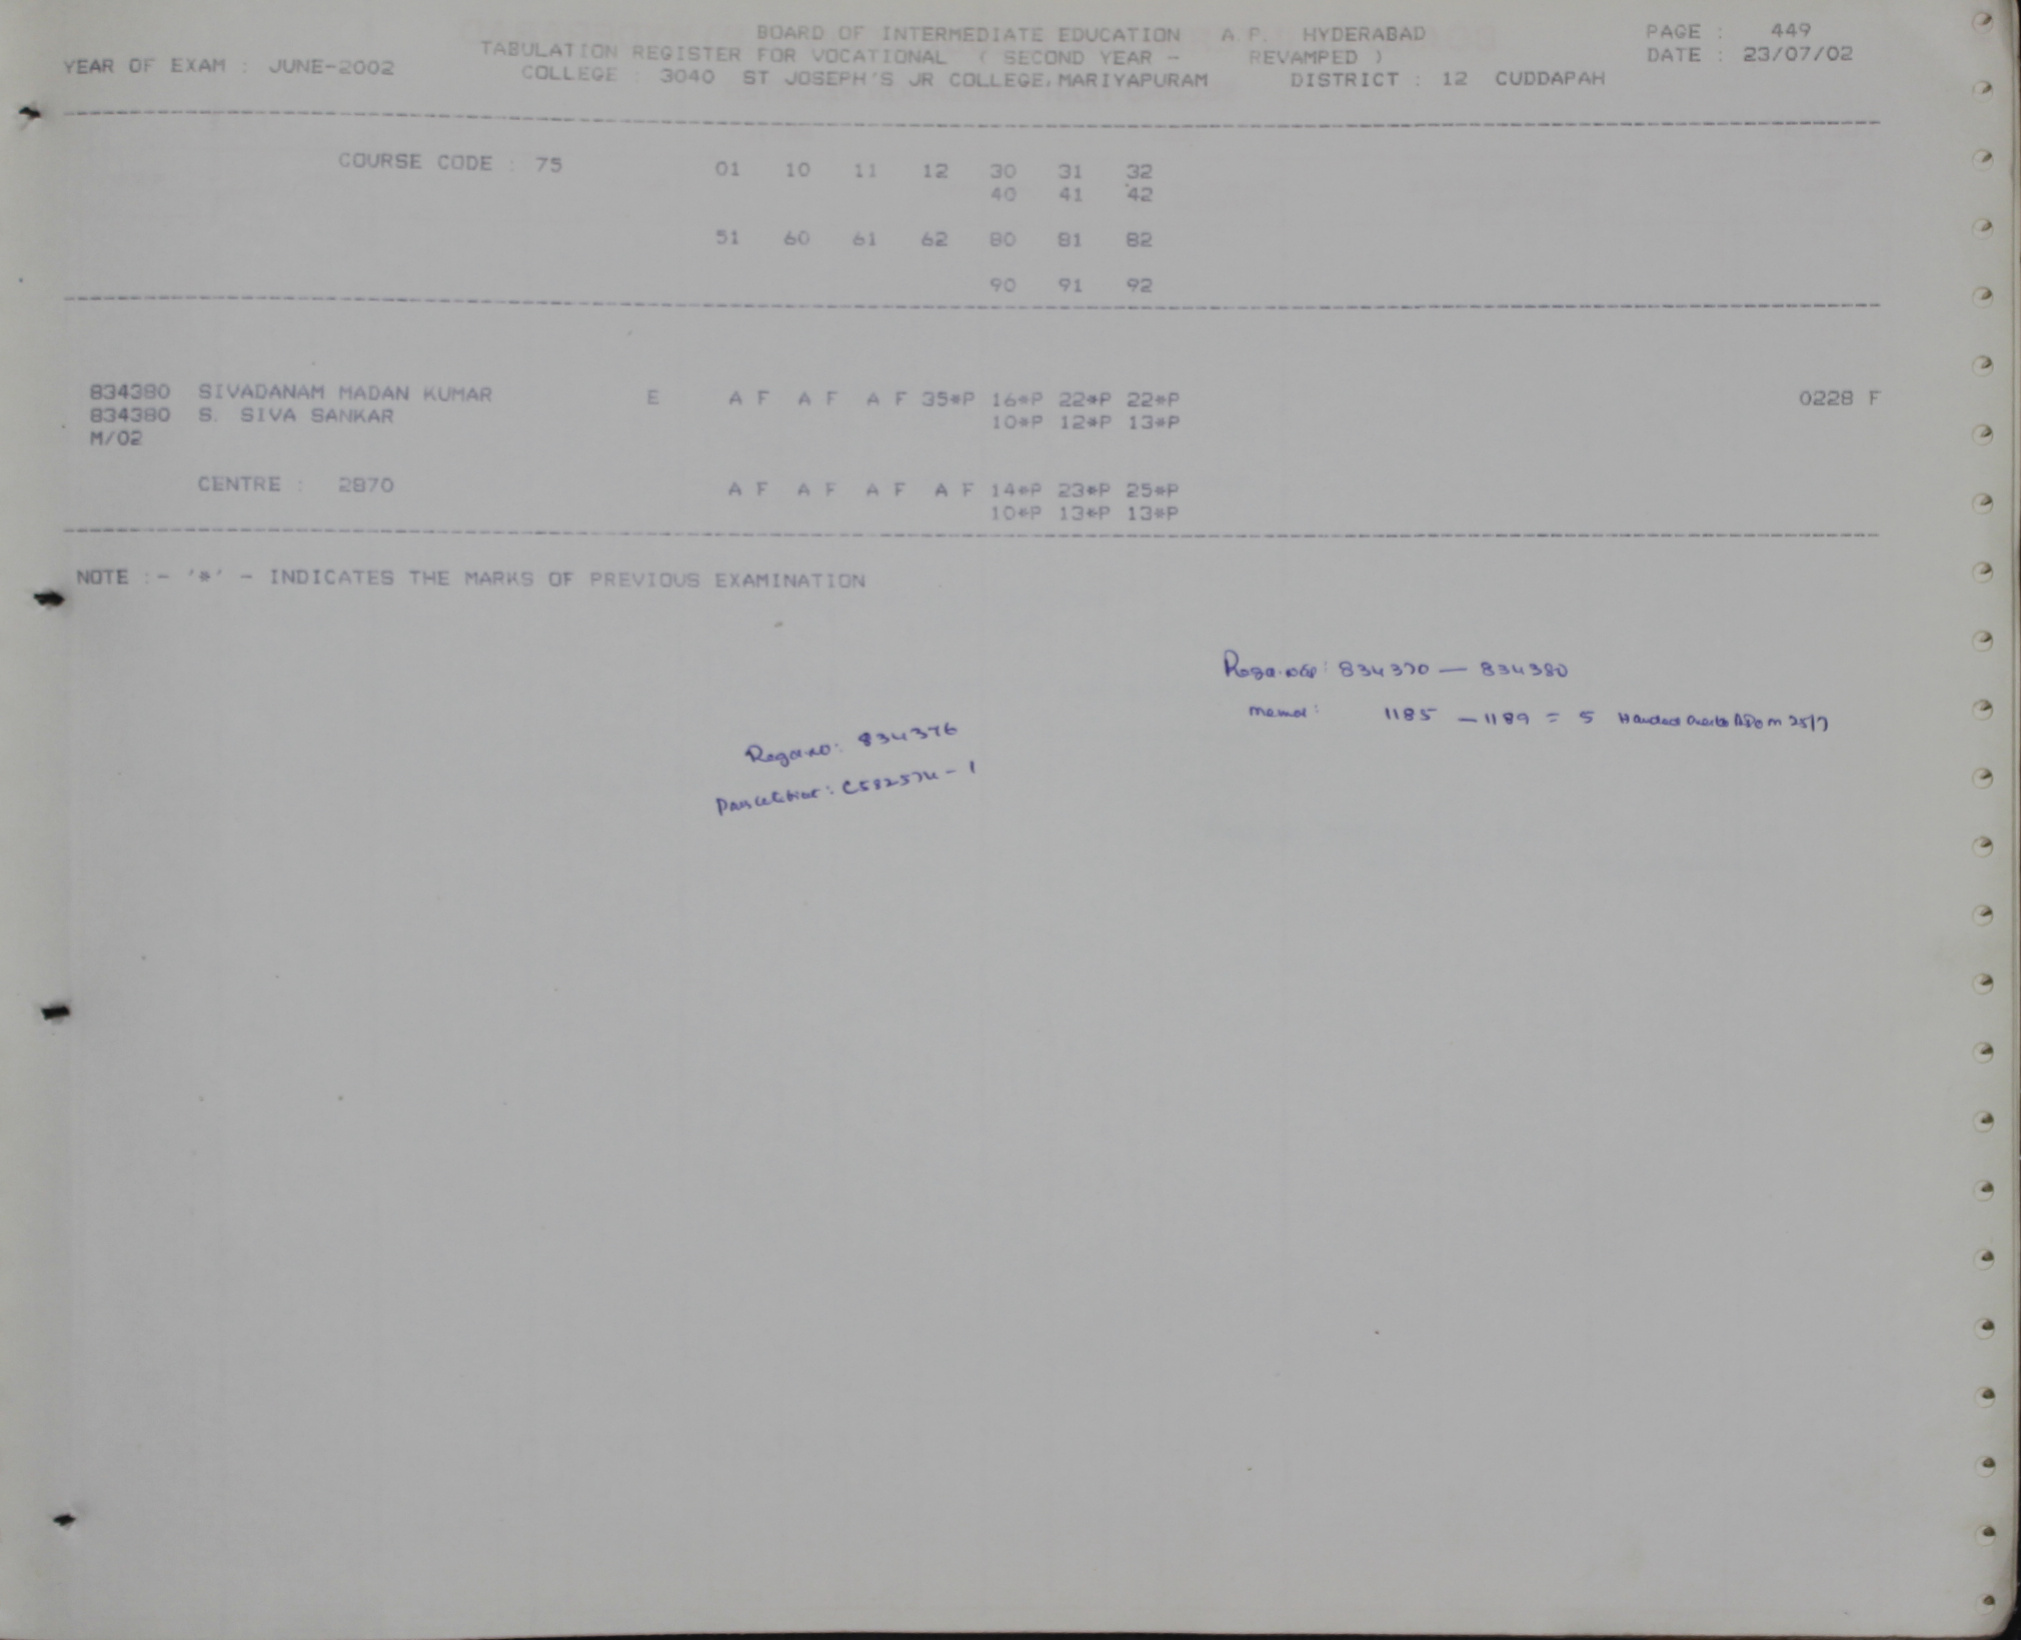 BOARD OF INTERMEDIATE EDUCATION A P. HYDERABAD PAGE : 449
TABULATION REGISTER FOR VOCATIONAL ( SECOND YEAR - REVAMPED ) DATE : 23/07/02
YEAR OF EXAM : JUNE-2002 COLLEGE : 3040 ST JOSEPH'S JR COLLEGE,MARIYAPURAM DISTRICT : 12 CUDDAPAH
COURSE CODE : 75 01 10 11 12 30 31 32
40 41 42
51 60 61 62 80 81 82
90 91 92
834380 SIVADANAM MADAN KUMAR E A F A F A F 35*P 16*P 22*P 22*P 0228 F
834380 S. SIVA SANKAR 10*P 12*P 13*P
M/02
CENTRE : 2870 A F A F A F A F 14*P 23*P 25*P
10*P 13*P 13*P
NOTE :- '*' - INDICATES THE MARKS OF PREVIOUS EXAMINATION
834370 — 834380
1185 — 1189 = 5 Handed 25/7
Regd.no: 834376